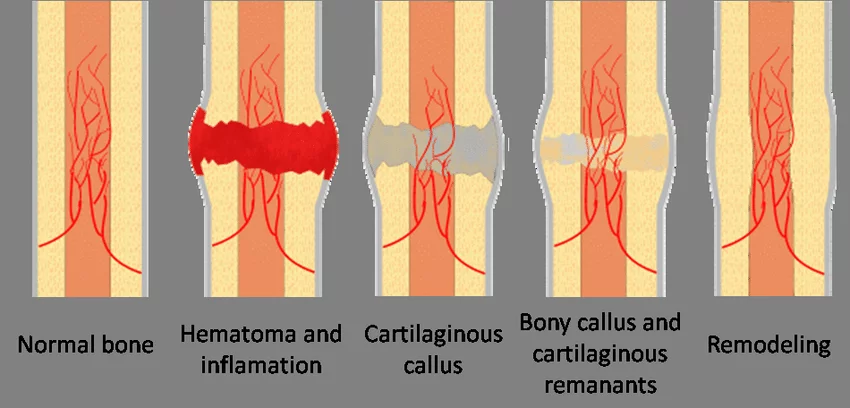 Normal bone
Hematoma and
inflamation
Cartilaginous
callus
Bony callus and
cartilaginous
remanants
Remodeling